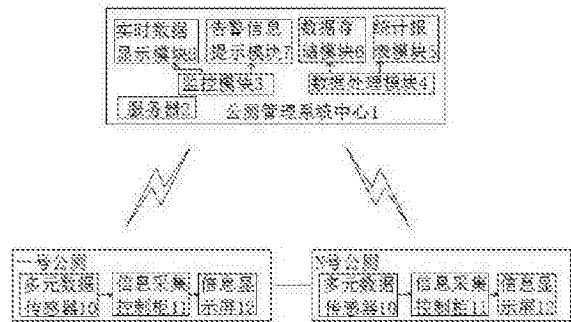 实时数据
显示模块8
告警信息
提示模块7
数据存
储模块6
统计报
表模块5
监控模块3
数据处理模块4
服务器2
公厕管理系统中心1
一号公厕
多元数据
传感器10
信息采集
控制柜11
信息显
示屏12
N号公厕
多元数据
传感器10
信息采集
控制柜11
信息显
示屏12